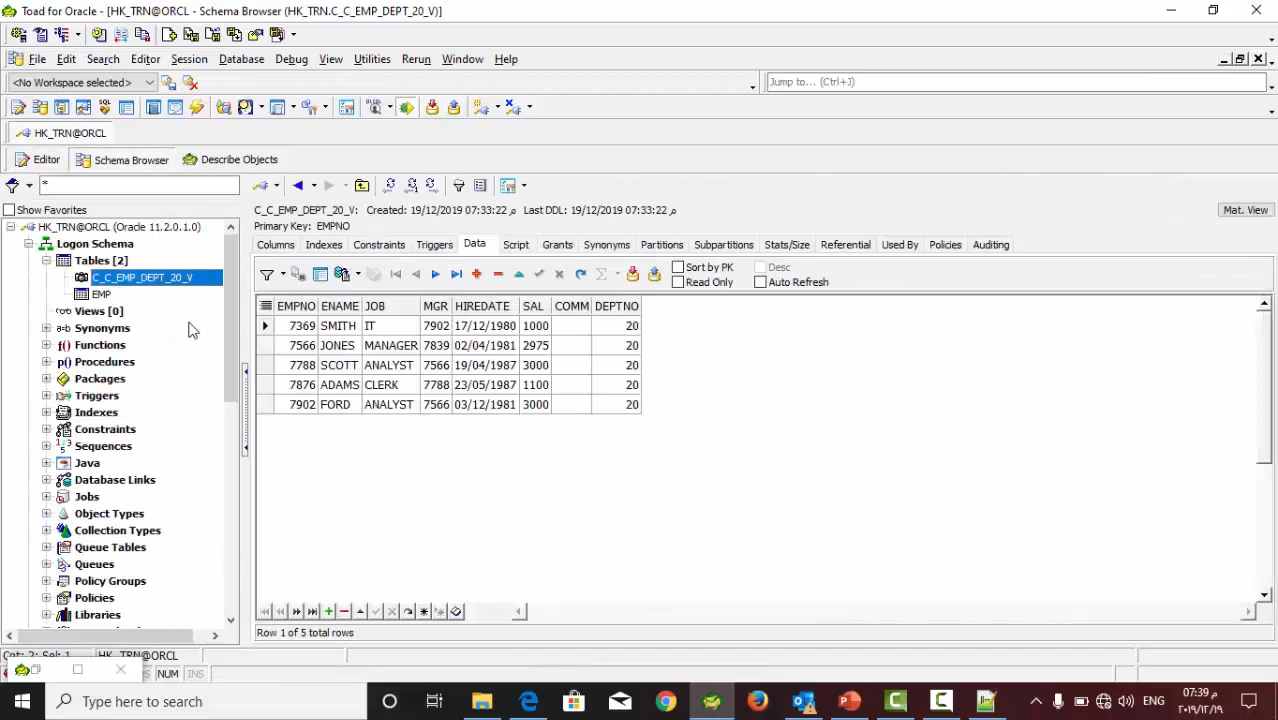 Toad for Oracle - [HK_TRN@ORCL - Schema Browser (HK_TRN.C_C_EMP_DEPT_20_V)]
File Edit Search Editor Session Database Debug View Utilities Rerun Window Help
<No Workspace selected> Jump to... (Ctrl+J)
SQL
HK_TRN@ORCL
Editor Schema Browser Describe Objects
*
Show Favorites
C_C_EMP_DEPT_20_V: Created: 19/12/2019 07:33:22 م Last DDL: 19/12/2019 07:33:22 م Mat. View
Primary Key: EMPNO
Columns Indexes Constraints Triggers Data Script Grants Synonyms Partitions Subpartitions Stats/Size Referential Used By Policies Auditing
Sort by PK Desc
Read Only Auto Refresh
HK_TRN@ORCL (Oracle 11.2.0.1.0)
Logon Schema
Tables [2]
C_C_EMP_DEPT_20_V
EMP
Views [0]
Synonyms
Functions
Procedures
Packages
Triggers
Indexes
Constraints
Sequences
Java
Database Links
Jobs
Object Types
Collection Types
Queue Tables
Queues
Policy Groups
Policies
Libraries
EMPNO ENAME JOB MGR HIREDATE SAL COMM DEPTNO
7369 SMITH IT 7902 17/12/1980 1000 20
7566 JONES MANAGER 7839 02/04/1981 2975 20
7788 SCOTT ANALYST 7566 19/04/1987 3000 20
7876 ADAMS CLERK 7788 23/05/1987 1100 20
7902 FORD ANALYST 7566 03/12/1981 3000 20
Row 1 of 5 total rows
HK_TRN@ORCL
NUM INS
Type here to search
ENG
07:39 م
٢٠١٩/١٢/١٩